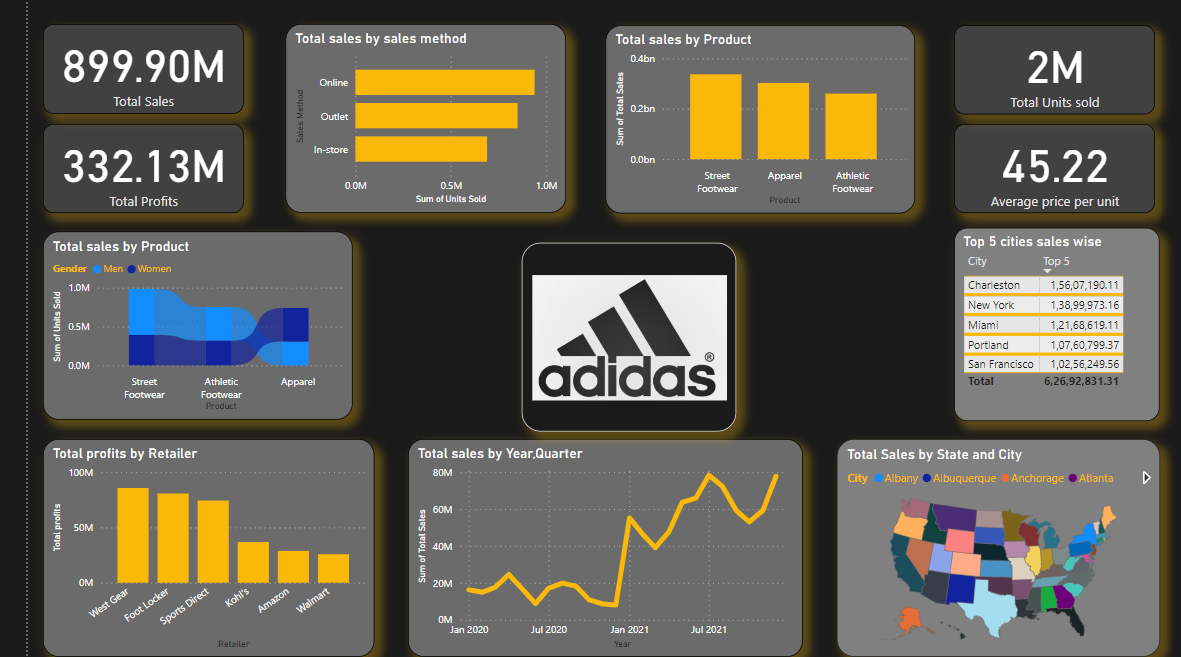 899.90M
Total Sales
332.13M
Total Profits
Total sales by sales method
Sales Method
Online
Outlet
In-store
0.0M 0.5M 1.0M
Sum of Units Sold
Total sales by Product
Sum of Total Sales
0.4bn
0.2bn
0.0bn
Street Footwear
Apparel
Athletic Footwear
Product
2M
Total Units sold
45.22
Average price per unit
Total sales by Product
Gender Men Women
Sum of Units Sold
1.0M
0.5M
0.0M
Street Footwear
Athletic Footwear
Apparel
Product
adidas®
Top 5 cities sales wise
City Top 5
Charleston 1,56,07,190.11
New York 1,38,99,973.16
Miami 1,21,68,619.11
Portland 1,07,60,799.37
San Francisco 1,02,56,249.56
Total 6,26,92,831.31
Total profits by Retailer
Total profits
100M
50M
0M
West Gear
Foot Locker
Sports Direct
Kohl's
Amazon
Walmart
Retailer
Total sales by Year,Quarter
Sum of Total Sales
80M
60M
40M
20M
0M
Jan 2020 Jul 2020 Jan 2021 Jul 2021
Year
Total Sales by State and City
City Albany Albuquerque Anchorage Atlanta